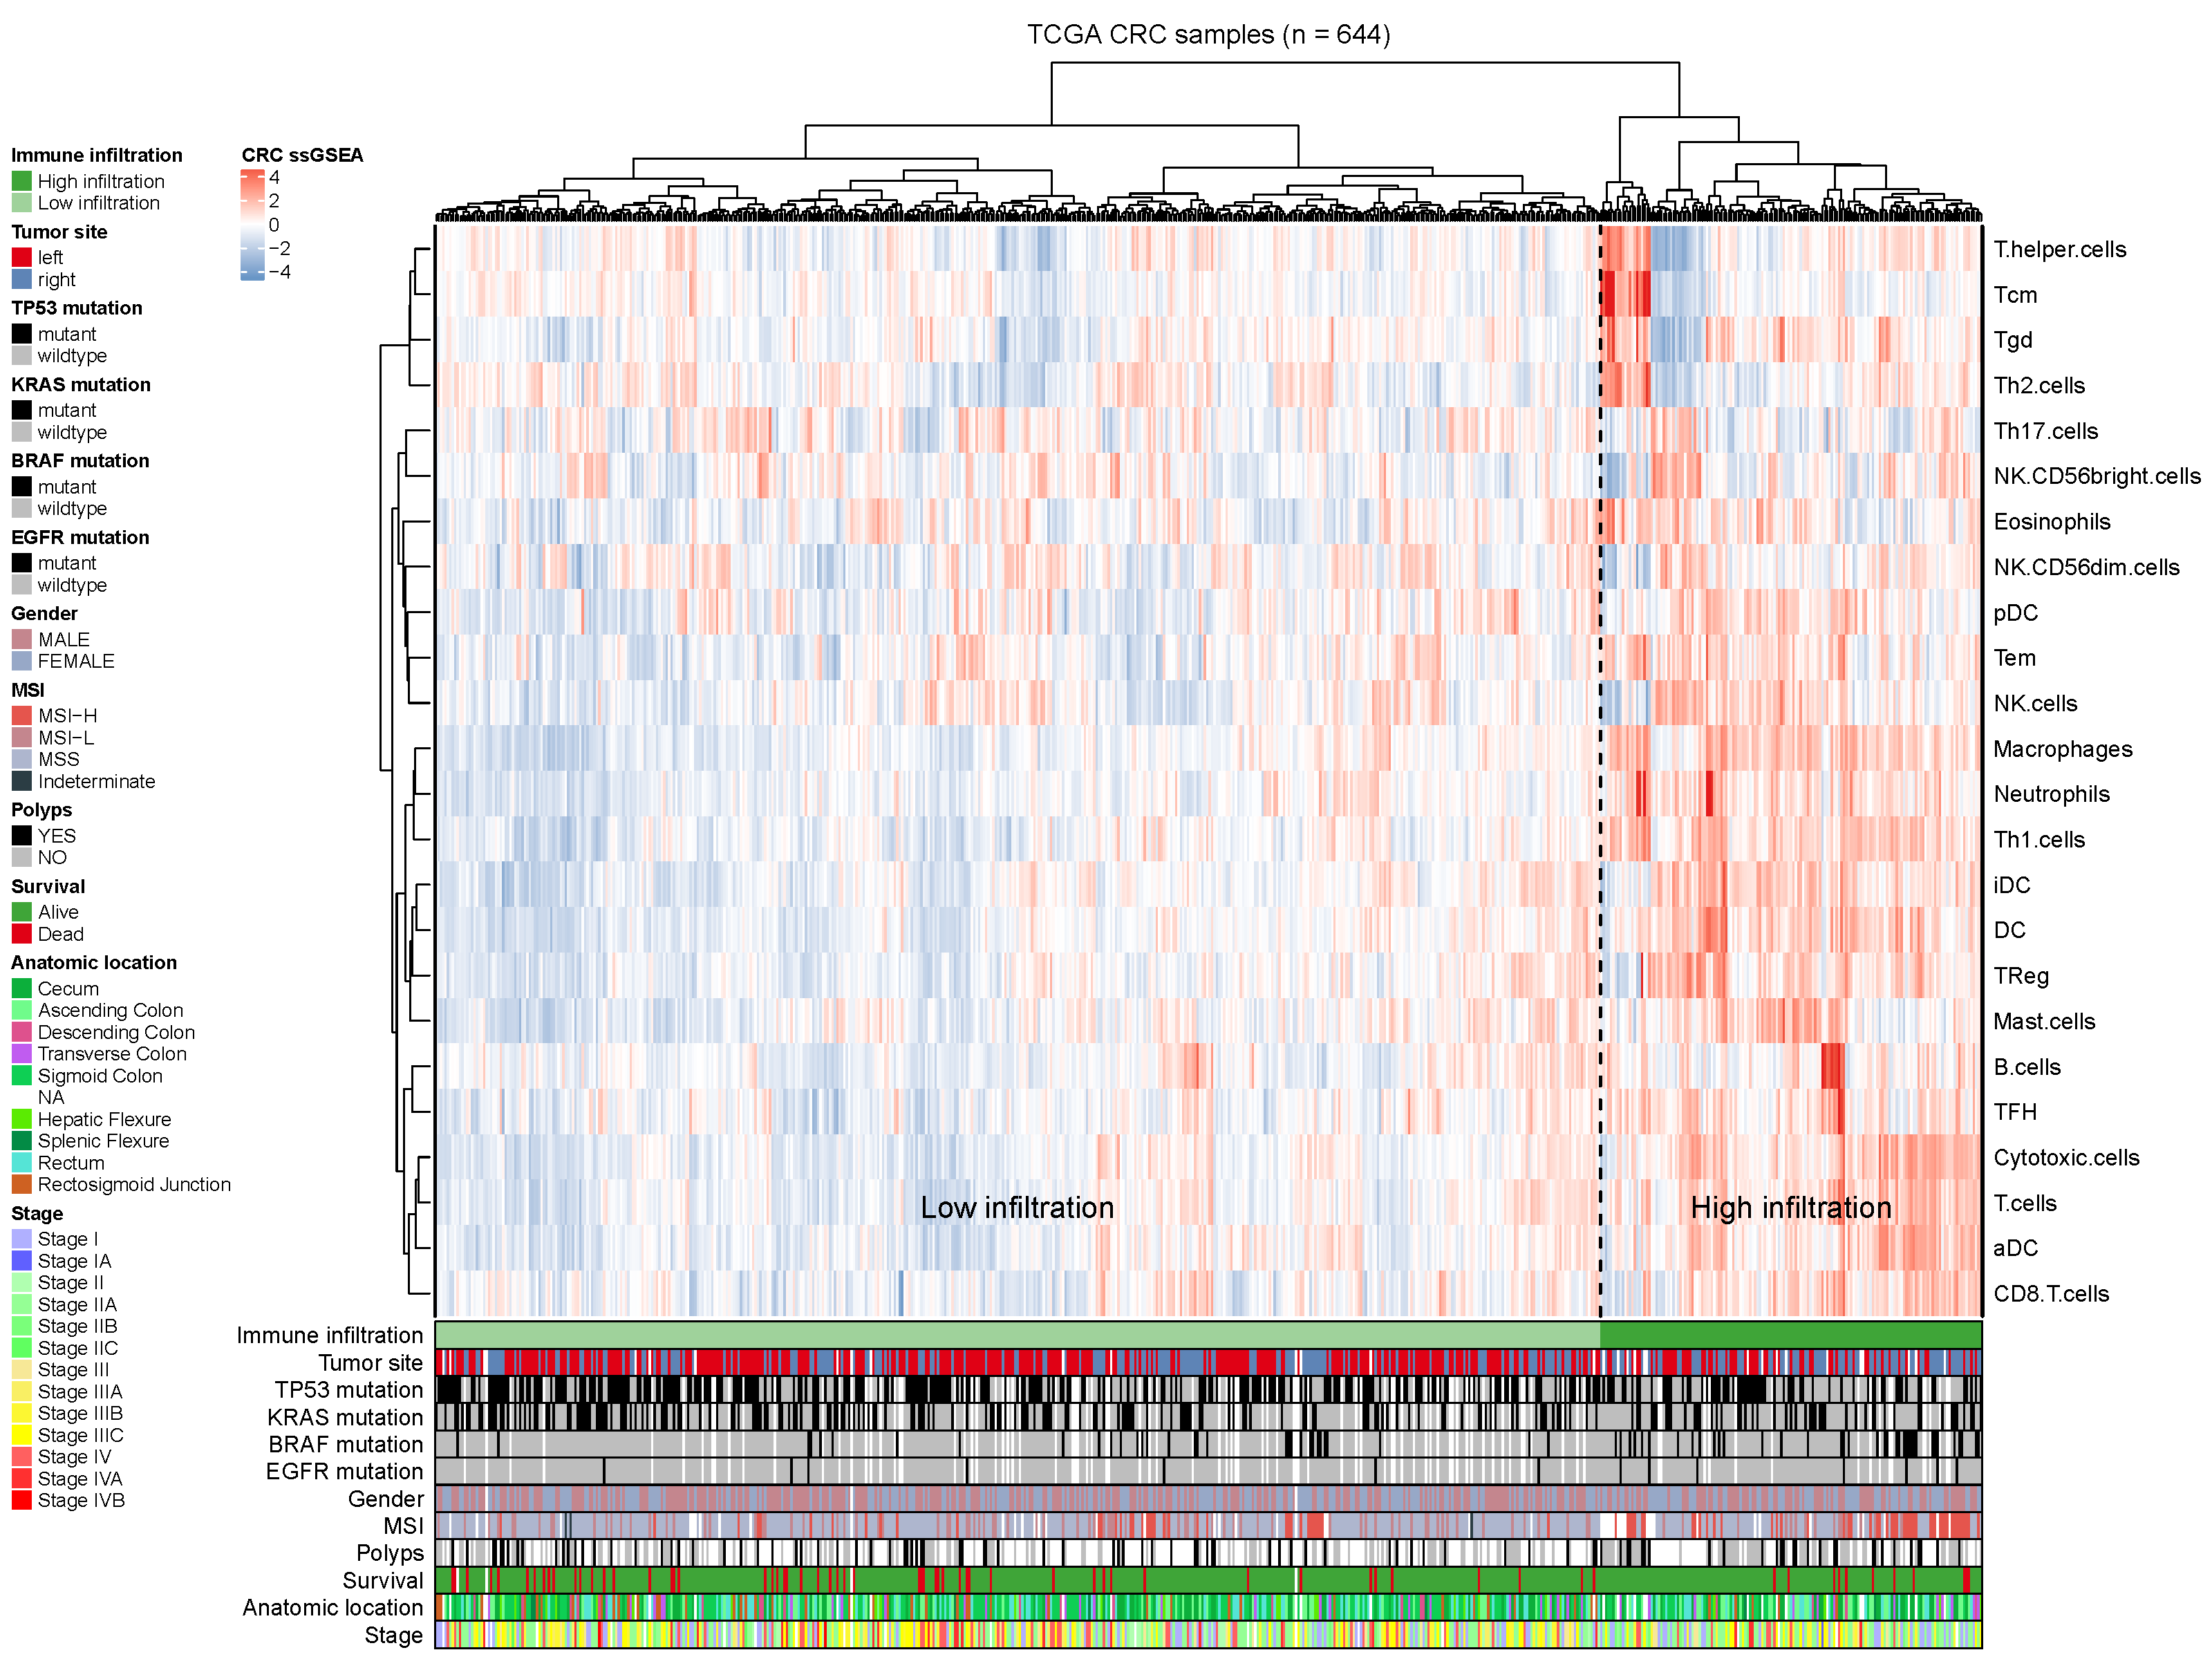 TCGA CRC samples (n = 644)
Immune infiltration
High infiltration
Low infiltration
Tumor site
left
right
TP53 mutation
mutant
wildtype
KRAS mutation
mutant
wildtype
BRAF mutation
mutant
wildtype
EGFR mutation
mutant
wildtype
Gender
MALE
FEMALE
MSI
MSI−H
MSI−L
MSS
Indeterminate
Polyps
YES
NO
Survival
Alive
Dead
Anatomic location
Cecum
Ascending Colon
Descending Colon
Transverse Colon
Sigmoid Colon
NA
Hepatic Flexure
Splenic Flexure
Rectum
Rectosigmoid Junction
Stage
Stage I
Stage IA
Stage II
Stage IIA
Stage IIB
Stage IIC
Stage III
Stage IIIA
Stage IIIB
Stage IIIC
Stage IV
Stage IVA
Stage IVB
CRC ssGSEA
4
2
0
−2
−4
T.helper.cells
Tcm
Tgd
Th2.cells
Th17.cells
NK.CD56bright.cells
Eosinophils
NK.CD56dim.cells
pDC
Tem
NK.cells
Macrophages
Neutrophils
Th1.cells
iDC
DC
TReg
Mast.cells
B.cells
TFH
Cytotoxic.cells
T.cells
aDC
CD8.T.cells
Low infiltration
High infiltration
Immune infiltration
Tumor site
TP53 mutation
KRAS mutation
BRAF mutation
EGFR mutation
Gender
MSI
Polyps
Survival
Anatomic location
Stage